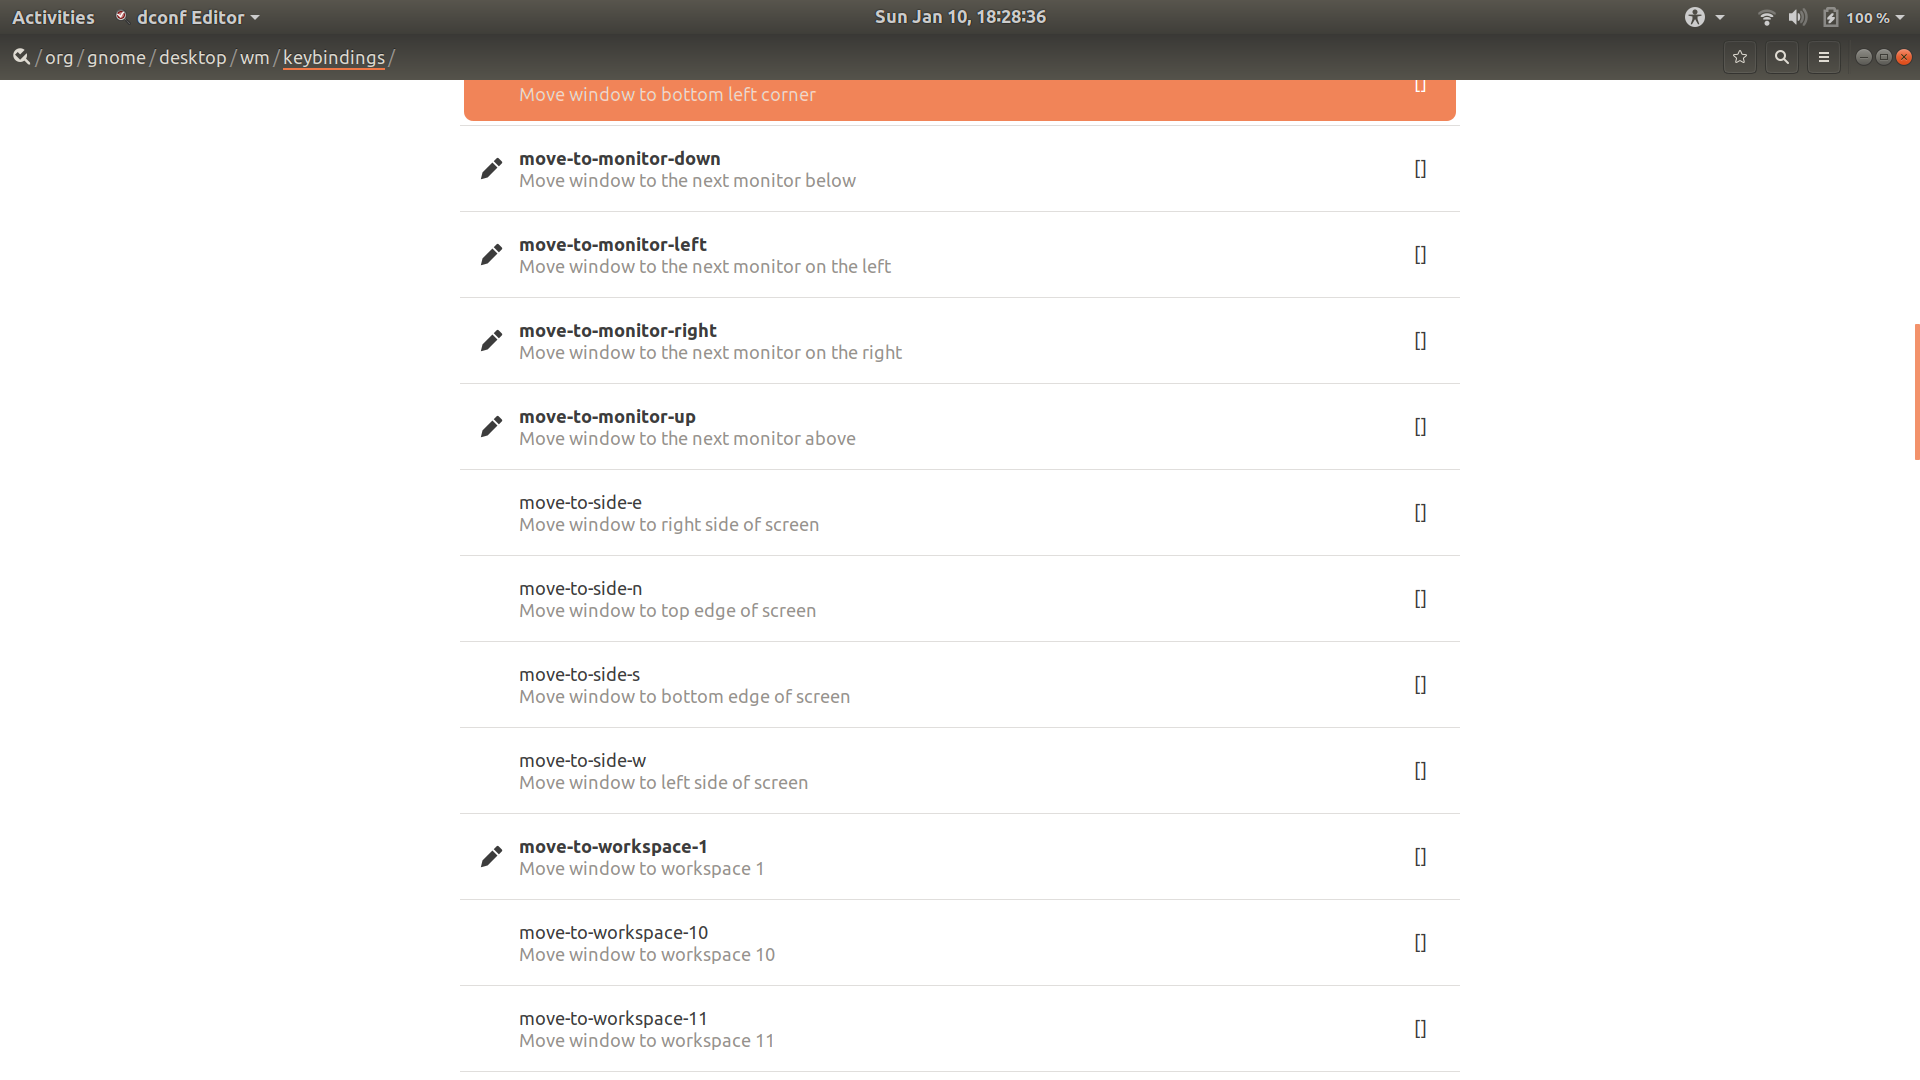 Activities dconf Editor Sun Jan 10, 18:28:36 100 %
/ org / gnome / desktop / wm / keybindings /
Move window to bottom left corner []
move-to-monitor-down
Move window to the next monitor below []
move-to-monitor-left
Move window to the next monitor on the left []
move-to-monitor-right
Move window to the next monitor on the right []
move-to-monitor-up
Move window to the next monitor above []
move-to-side-e
Move window to right side of screen []
move-to-side-n
Move window to top edge of screen []
move-to-side-s
Move window to bottom edge of screen []
move-to-side-w
Move window to left side of screen []
move-to-workspace-1
Move window to workspace 1 []
move-to-workspace-10
Move window to workspace 10 []
move-to-workspace-11
Move window to workspace 11 []